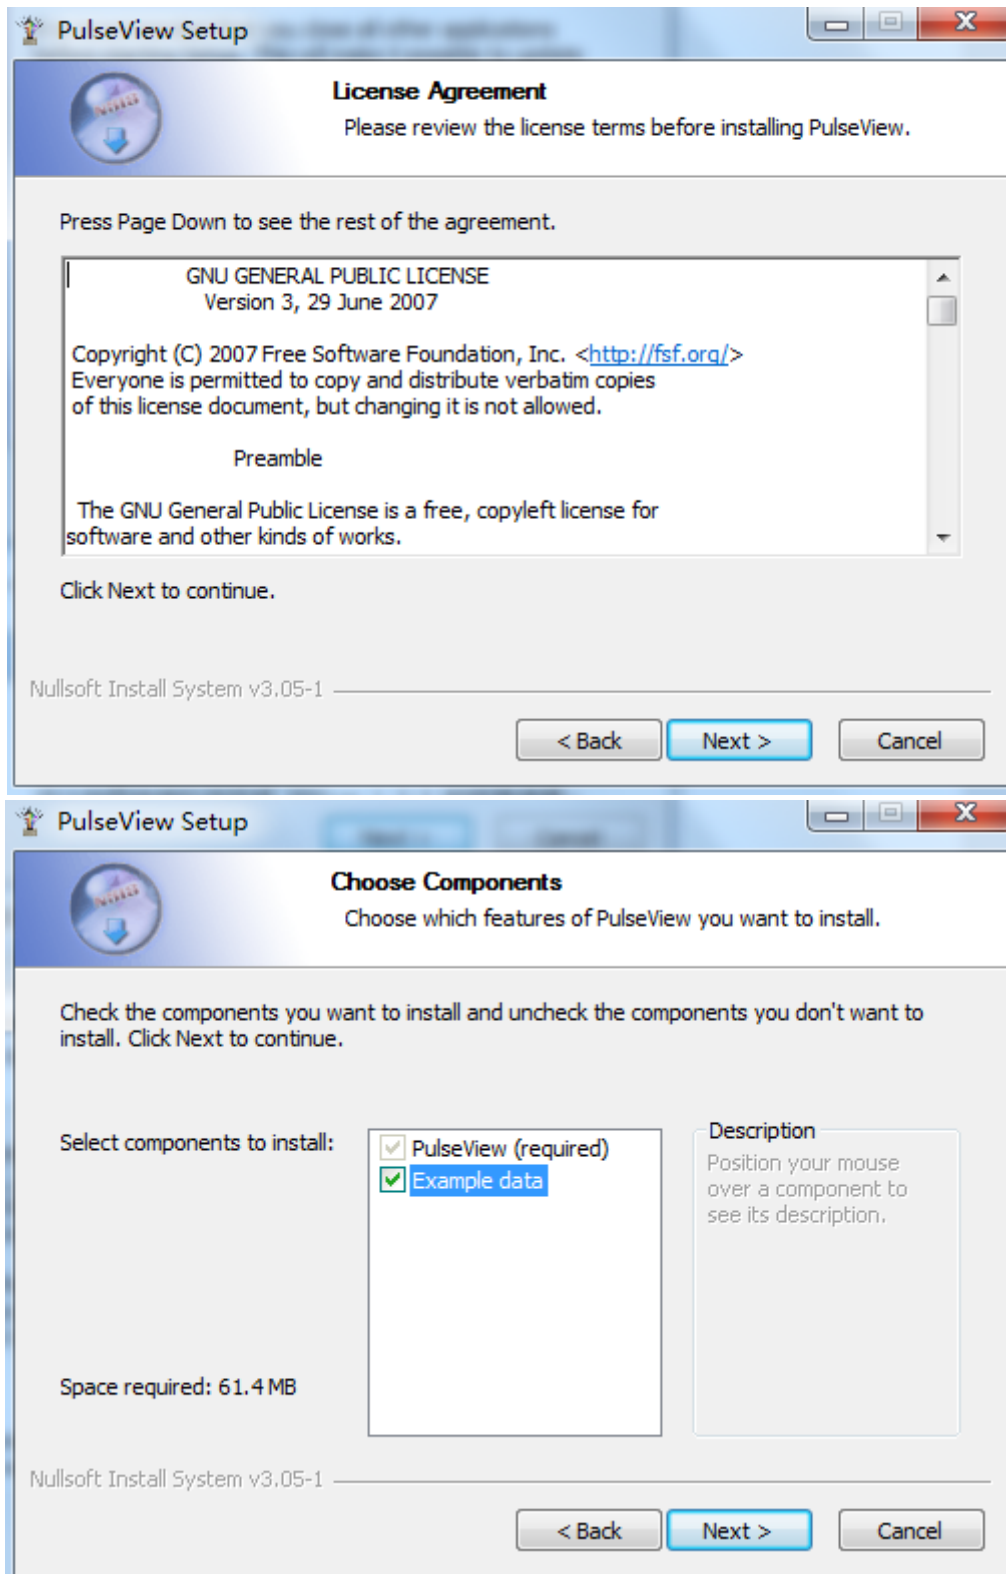 PulseView Setup
License Agreement
Please review the license terms before installing PulseView.
Press Page Down to see the rest of the agreement.
GNU GENERAL PUBLIC LICENSE
Version 3, 29 June 2007
Copyright (C) 2007 Free Software Foundation, Inc. <http://fsf.org/>
Everyone is permitted to copy and distribute verbatim copies
of this license document, but changing it is not allowed.
Preamble
The GNU General Public License is a free, copyleft license for
software and other kinds of works.
Click Next to continue.
Nullsoft Install System v3.05-1
< Back Next > Cancel
PulseView Setup
Choose Components
Choose which features of PulseView you want to install.
Check the components you want to install and uncheck the components you don't want to
install. Click Next to continue.
Select components to install:
PulseView (required)
Example data
Description
Position your mouse
over a component to
see its description.
Space required: 61.4 MB
Nullsoft Install System v3.05-1
< Back Next > Cancel